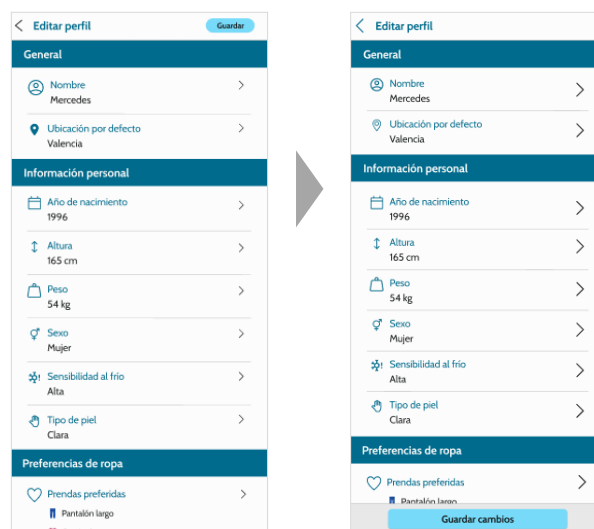 Editar perfil
Guardar
General
Nombre
Mercedes
Ubicación por defecto
Valencia
Información personal
Año de nacimiento
1996
Altura
165 cm
Peso
54 kg
Sexo
Mujer
Sensibilidad al frío
Alta
Tipo de piel
Clara
Preferencias de ropa
Prendas preferidas
Pantalón largo
Editar perfil
General
Nombre
Mercedes
Ubicación por defecto
Valencia
Información personal
Año de nacimiento
1996
Altura
165 cm
Peso
54 kg
Sexo
Mujer
Sensibilidad al frío
Alta
Tipo de piel
Clara
Preferencias de ropa
Prendas preferidas
Pantalón largo
Guardar cambios